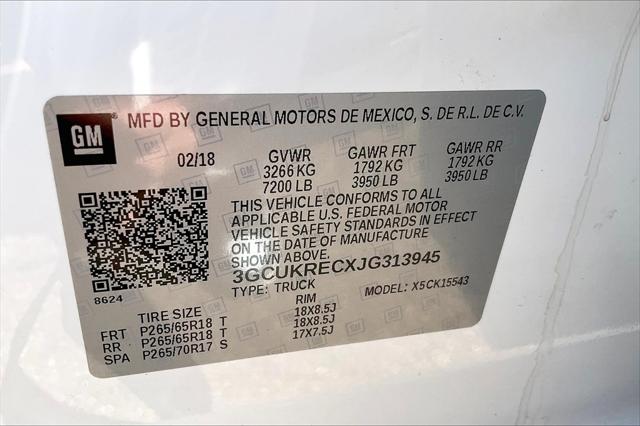 GM
MFD BY GENERAL MOTORS DE MEXICO, S. DE R.L. DE C.V.
02/18 GVWR GAWR FRT GAWR RR
3266 KG 1792 KG 1792 KG
7200 LB 3950 LB 3950 LB
THIS VEHICLE CONFORMS TO ALL
APPLICABLE U.S. FEDERAL MOTOR
VEHICLE SAFETY STANDARDS IN EFFECT
ON THE DATE OF MANUFACTURE
SHOWN ABOVE.
3GCUKRECXJG313945
8624
TYPE: TRUCK MODEL: X5CK15543
TIRE SIZE RIM
FRT P265/65R18 T 18X8.5J
RR P265/65R18 T 18X8.5J
SPA P265/70R17 S 17X7.5J